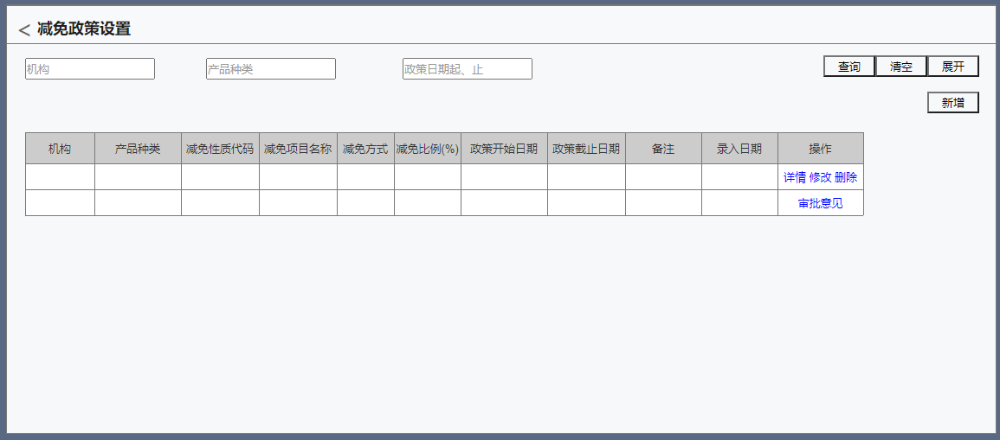 < 减免政策设置
机构 产品种类 政策日期起、止 查询 清空 展开
新增
机构 产品种类 减免性质代码 减免项目名称 减免方式 减免比例(%) 政策开始日期 政策截止日期 备注 录入日期 操作
详情 修改 删除
审批意见